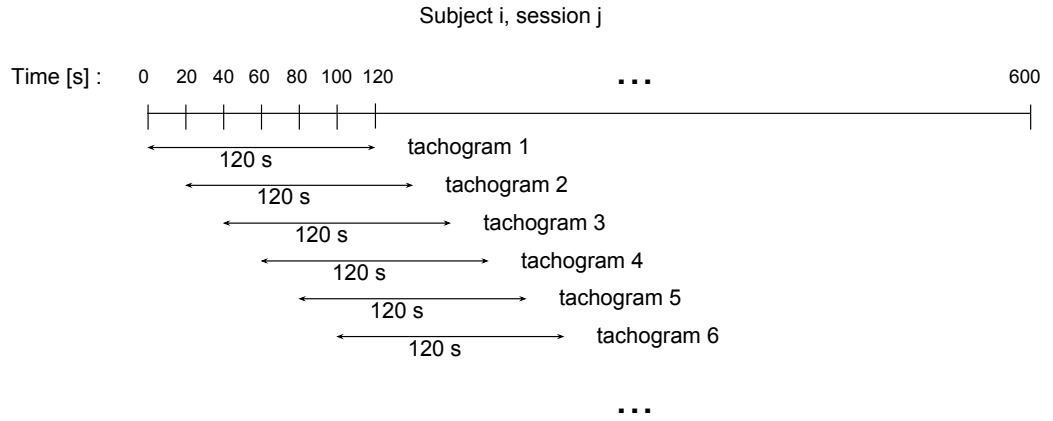 Subject i, session j
Time [s] : 0 20 40 60 80 100 120 ... 600
120 s tachogram 1
120 s tachogram 2
120 s tachogram 3
120 s tachogram 4
120 s tachogram 5
120 s tachogram 6
...